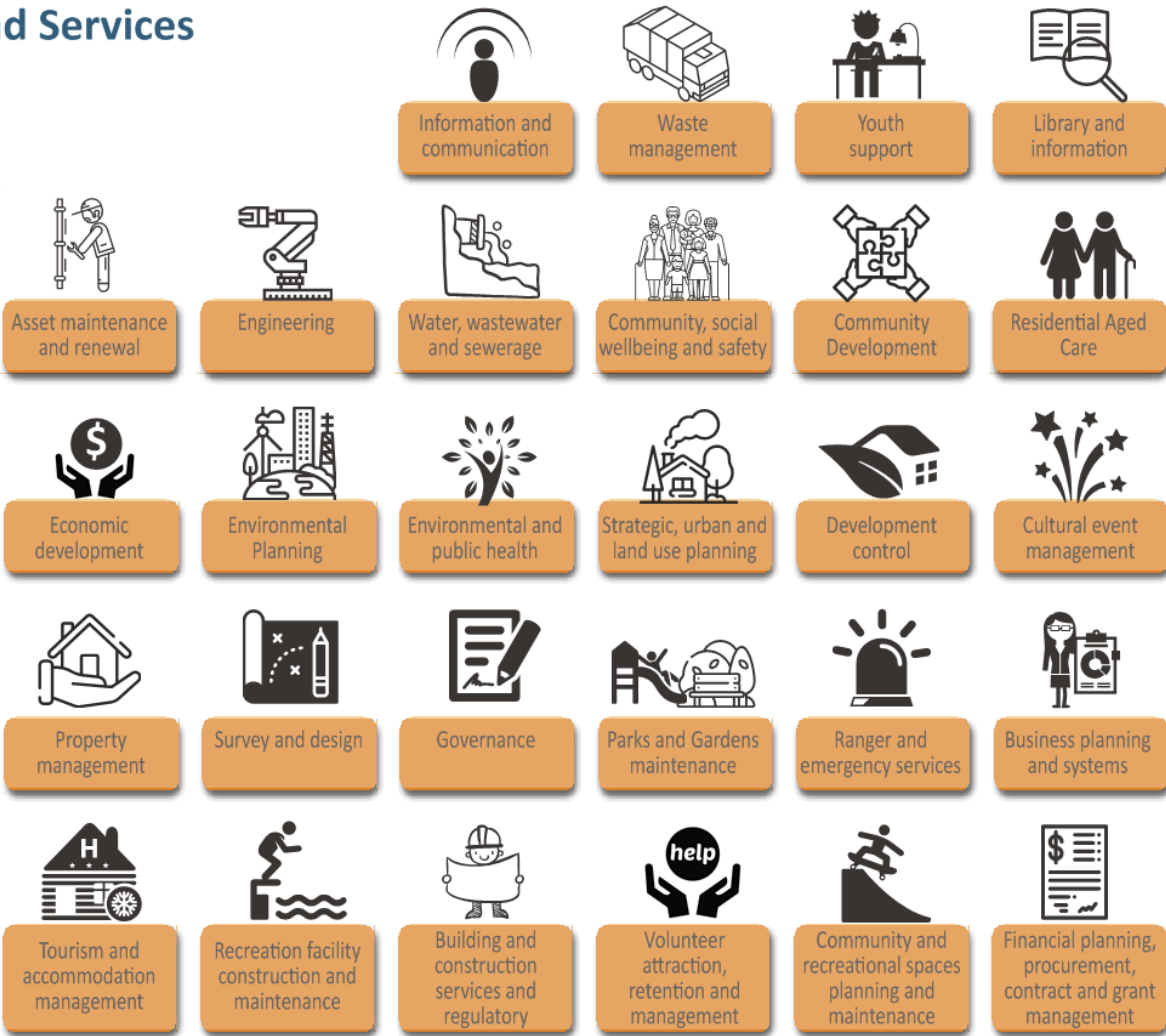 d Services
Information and
communication
Waste
management
Youth
support
Library and
information
Asset maintenance
and renewal
Engineering
Water, wastewater
and sewerage
Community, social
wellbeing and safety
Community
Development
Residential Aged
Care
$
Economic
development
Environmental
Planning
Environmental and
public health
Strategic, urban and
land use planning
Development
control
Cultural event
management
Property
management
Survey and design
Governance
Parks and Gardens
maintenance
Ranger and
emergency services
Business planning
and systems
H
Tourism and
accommodation
management
Recreation facility
construction and
maintenance
Building and
construction
services and
regulatory
help
Volunteer
attraction,
retention and
management
Community and
recreational spaces
planning and
maintenance
$
Financial planning,
procurement,
contract and grant
management